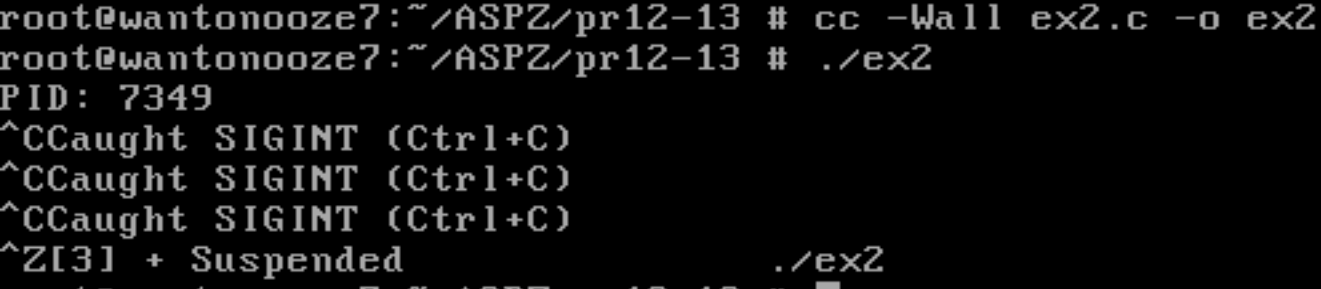 root@wantonooze7:~/ASPZ/pr12-13 # cc -Wall ex2.c -o ex2
root@wantonooze7:~/ASPZ/pr12-13 # ./ex2
PID: 7349
^CCaught SIGINT (Ctrl+C)
^CCaught SIGINT (Ctrl+C)
^CCaught SIGINT (Ctrl+C)
^Z[3] + Suspended ./ex2